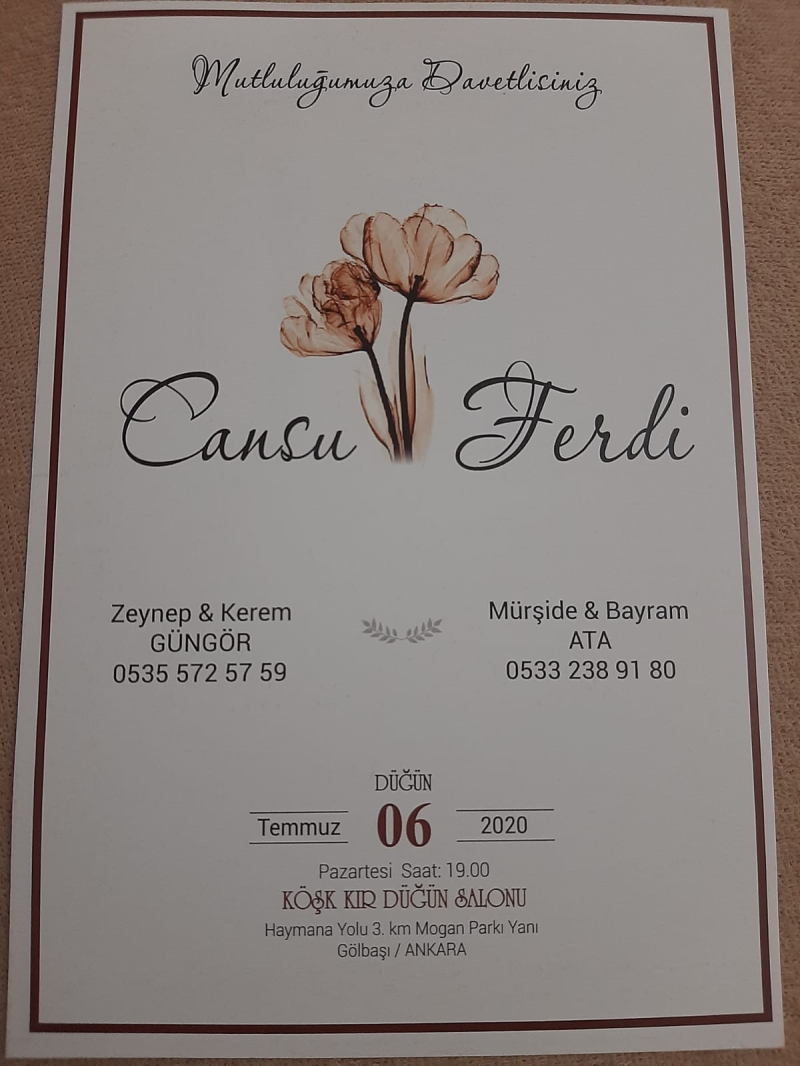 Mutluluğumuza Davetlisiniz
Cansu Ferdi
Zeynep & Kerem
GÜNGÖR
0535 572 57 59
Mürşide & Bayram
ATA
0533 238 91 80
DÜĞÜN
Temmuz 06 2020
Pazartesi Saat: 19.00
KÖŞK KIR DÜĞÜN SALONU
Haymana Yolu 3. km Mogan Parkı Yanı
Gölbaşı / ANKARA